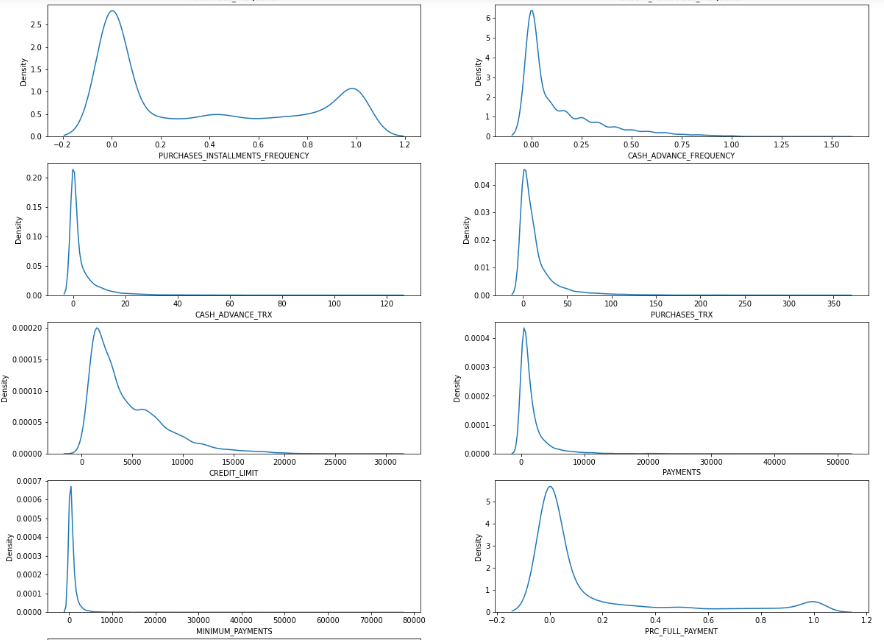 2.5
2.0
1.5
1.0
0.5
0.0
Density
−0.2 0.0 0.2 0.4 0.6 0.8 1.0 1.2
PURCHASES_INSTALLMENTS_FREQUENCY
6
5
4
3
2
1
0
Density
0.00 0.25 0.50 0.75 1.00 1.25 1.50
CASH_ADVANCE_FREQUENCY
0.20
0.15
0.10
0.05
0.00
Density
0 20 40 60 80 100 120
CASH_ADVANCE_TRX
0.04
0.03
0.02
0.01
0.00
Density
0 50 100 150 200 250 300 350
PURCHASES_TRX
0.00020
0.00015
0.00010
0.00005
0.00000
Density
0 5000 10000 15000 20000 25000 30000
CREDIT_LIMIT
0.0004
0.0003
0.0002
0.0001
0.0000
Density
0 10000 20000 30000 40000 50000
PAYMENTS
0.0007
0.0006
0.0005
0.0004
0.0003
0.0002
0.0001
0.0000
Density
0 10000 20000 30000 40000 50000 60000 70000 80000
MINIMUM_PAYMENTS
5
4
3
2
1
0
Density
−0.2 0.0 0.2 0.4 0.6 0.8 1.0 1.2
PRC_FULL_PAYMENT